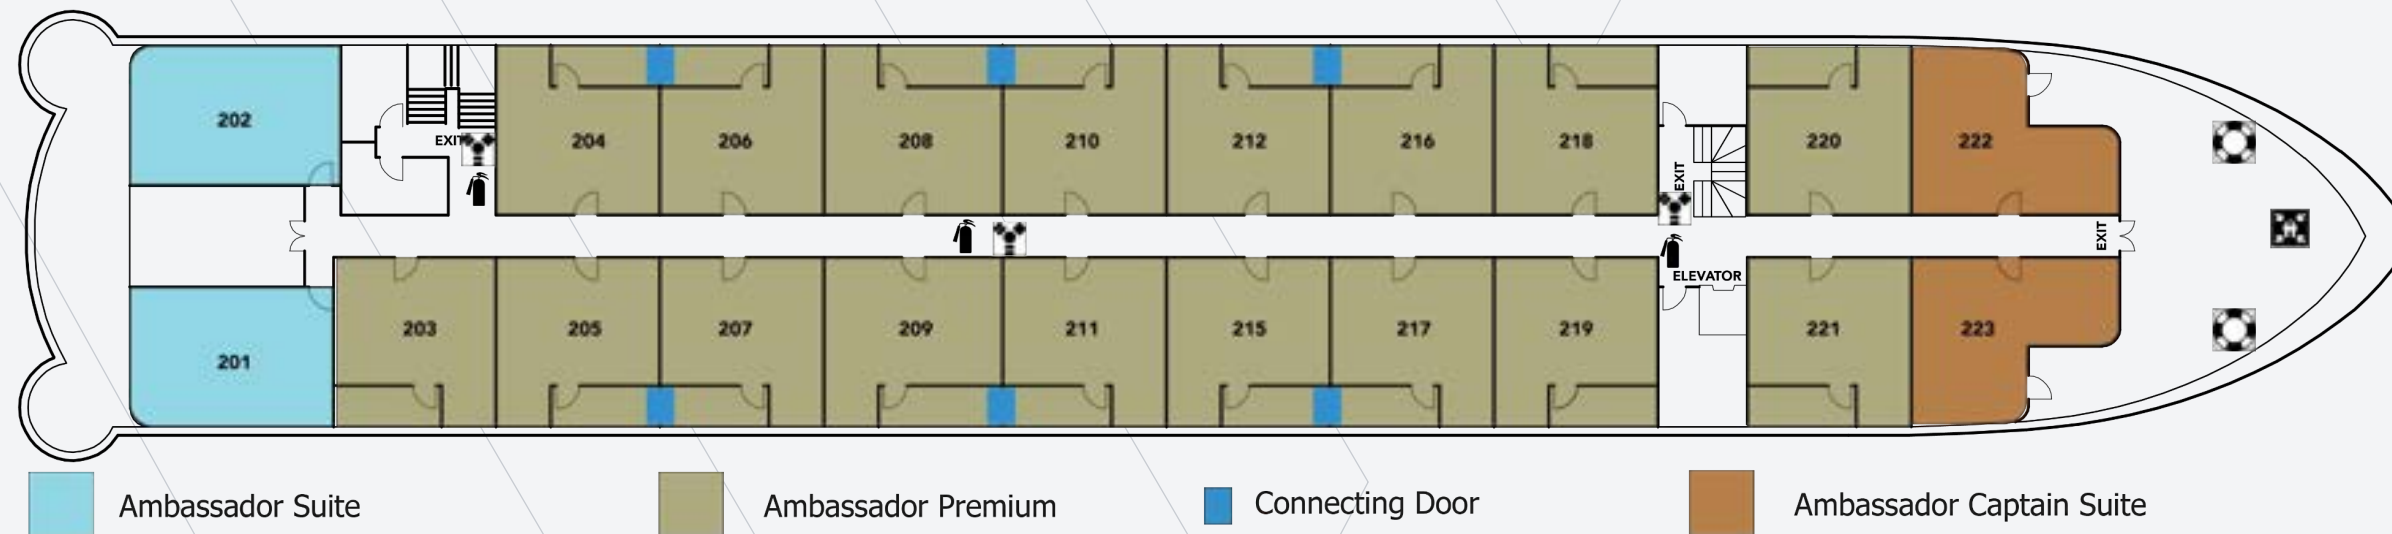 202
EXIT
204
206
208
210
212
216
218
EXIT
220
222
EXIT
ELEVATOR
201
203
205
207
209
211
215
217
219
221
223
Ambassador Suite
Ambassador Premium
Connecting Door
Ambassador Captain Suite